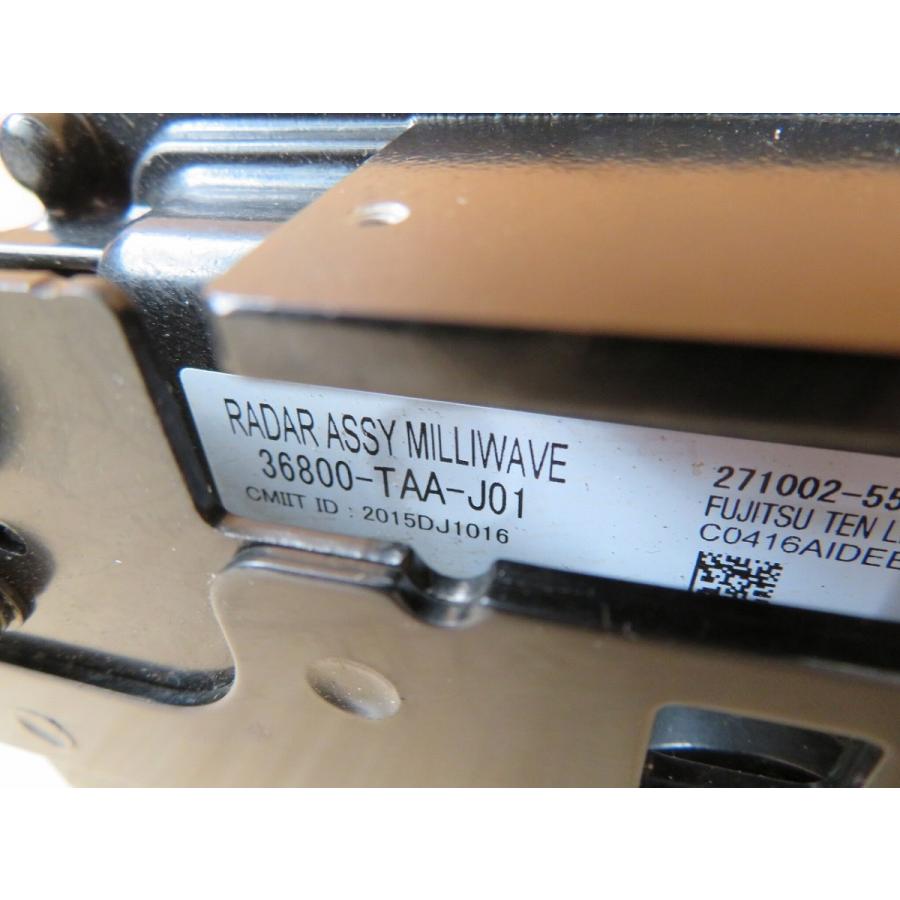 RADAR ASSY MILLIWAVE
36800-TAA-J01
CMIIT ID : 2015DJ1016
271002-55
FUJITSU TEN L
C0416AIDEE